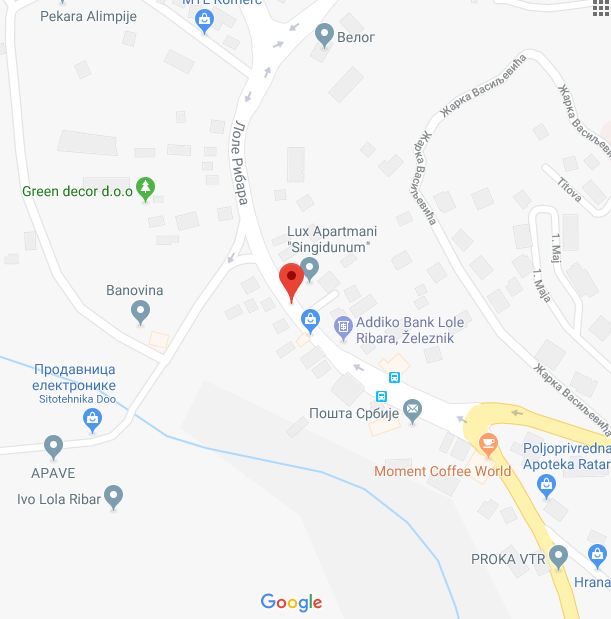 MTE Komerc
Pekara Alimpije
Велог
Жарка Васиљевића
Лоле Рибара
Жарка Васиљевића
Titova
Green decor d.o.o
Lux Apartmani
"Singidunum"
1. Maj
1. Maja
Banovina
Addiko Bank Lole
Ribara, Železnik
Продавница
електронике
Sitotehnika Doo
Жарка Васиљевића
Пошта Србије
APAVE
Moment Coffee World
Poljoprivredna
Apoteka Ratar
Ivo Lola Ribar
PROKA VTR
Hrana
Google